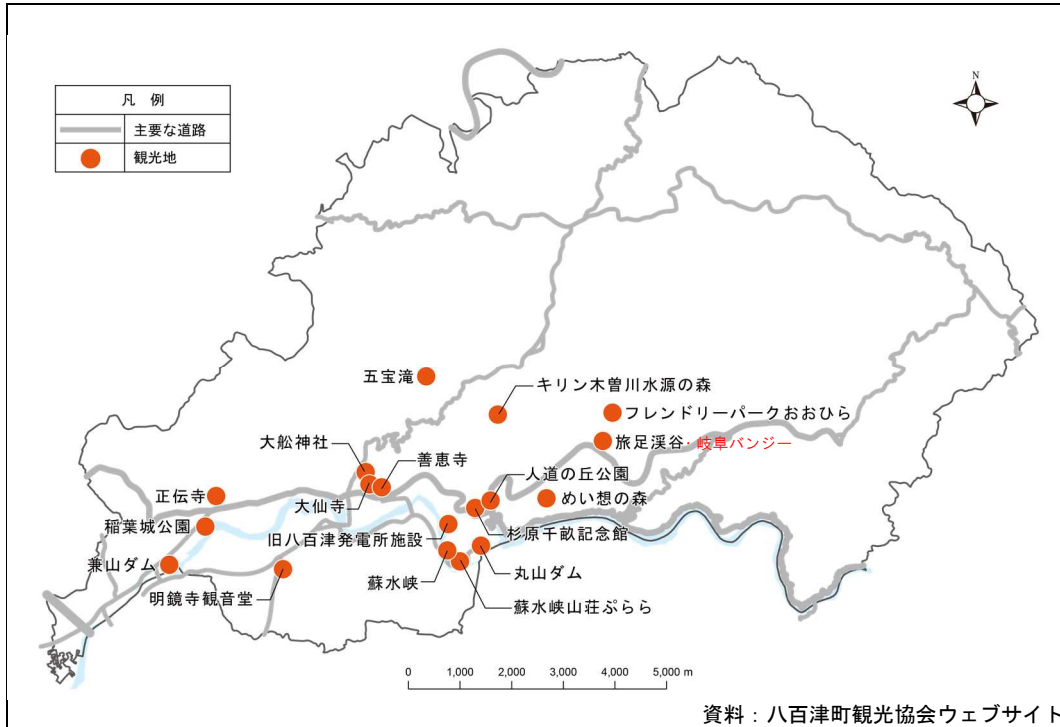 凡 例
主要な道路
観光地
N
五宝滝
キリン木曽川水源の森
フレンドリーパークおおひら
旅足渓谷・岐阜バンジー
大舩神社
善恵寺
人道の丘公園
大仙寺
めい想の森
正伝寺
稲葉城公園
旧八百津発電所施設
杉原千畝記念館
兼山ダム
蘇水峡
丸山ダム
明鏡寺観音堂
蘇水峡山荘ぷらら
0 1,000 2,000 3,000 4,000 5,000 m
資料：八百津町観光協会ウェブサイト